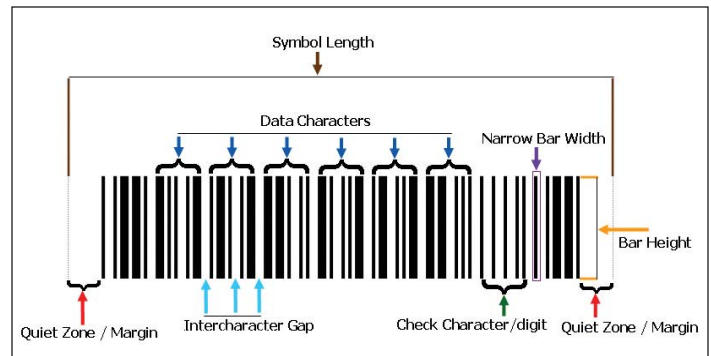 Symbol Length
Data Characters
Narrow Bar Width
Bar Height
Quiet Zone / Margin
Intercharacter Gap
Check Character/digit
Quiet Zone / Margin